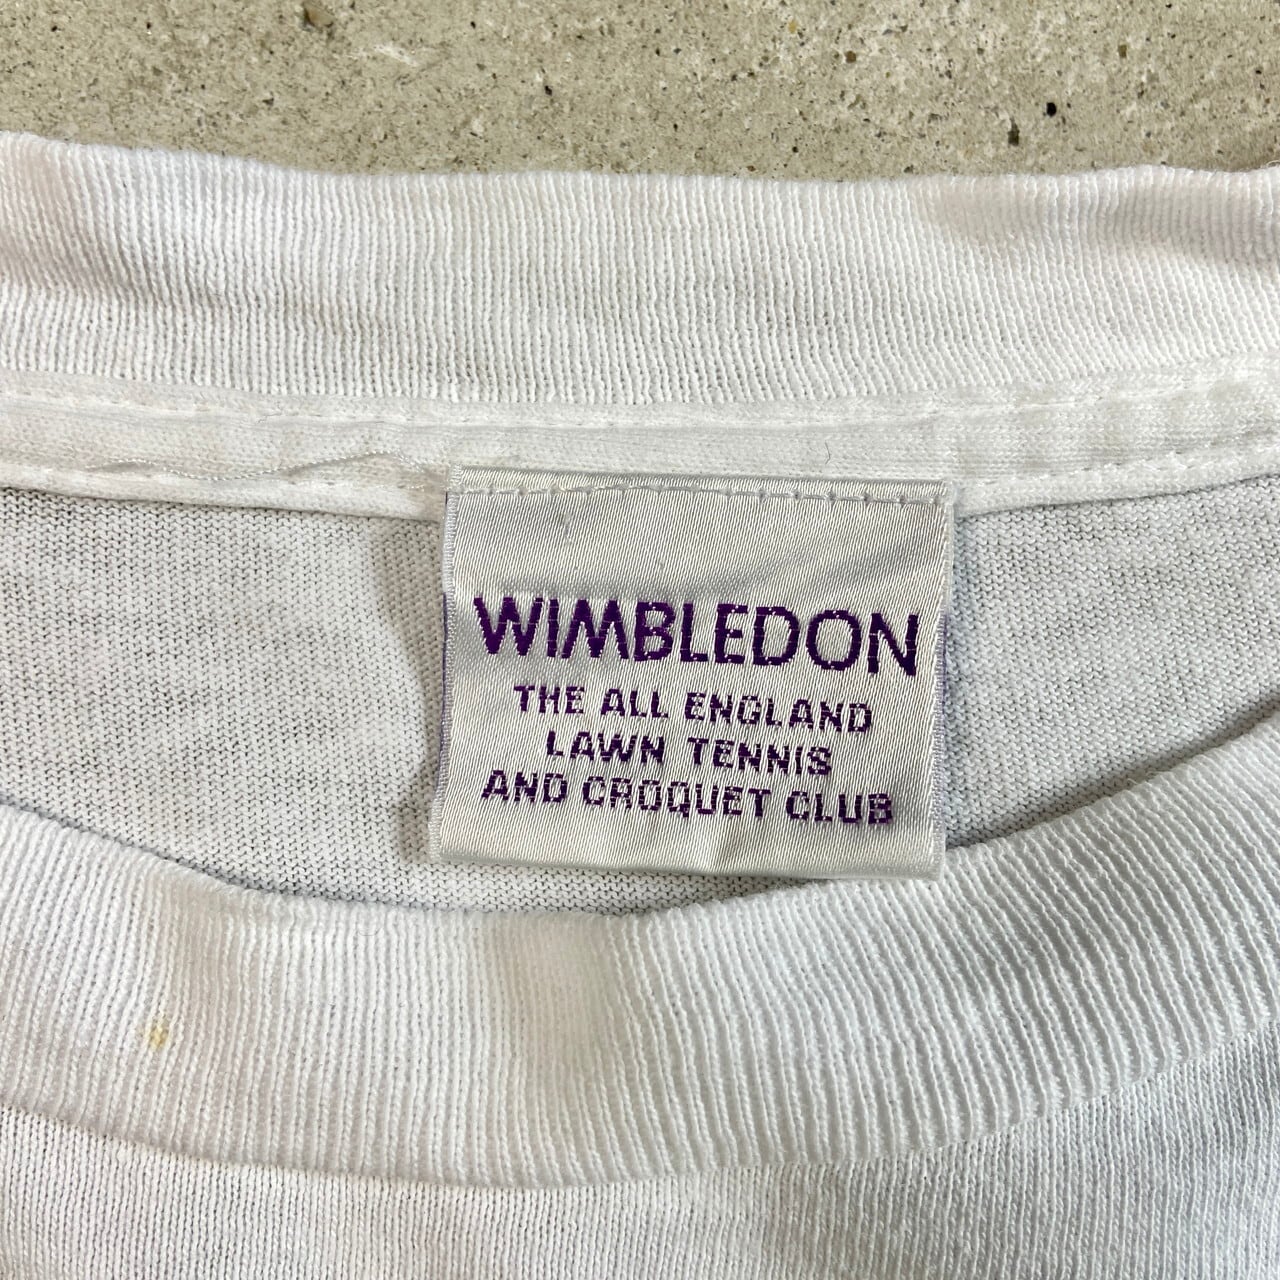 WIMBLEDON
THE ALL ENGLAND
LAWN TENNIS
AND CROQUET CLUB